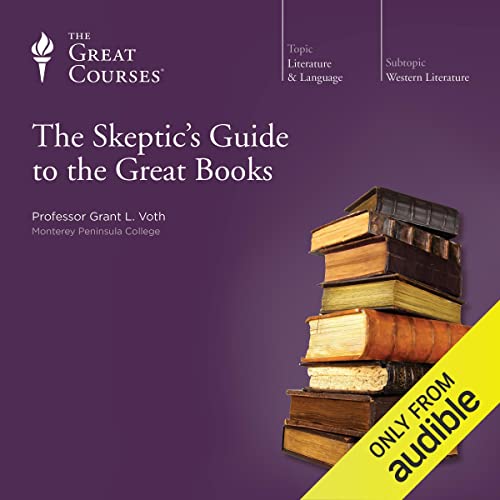 THE
GREAT
COURSES®
Topic
Literature
& Language
Subtopic
Western Literature
The Skeptic's Guide
to the Great Books
Professor Grant L. Voth
Monterey Peninsula College
ONLY FROM
audible